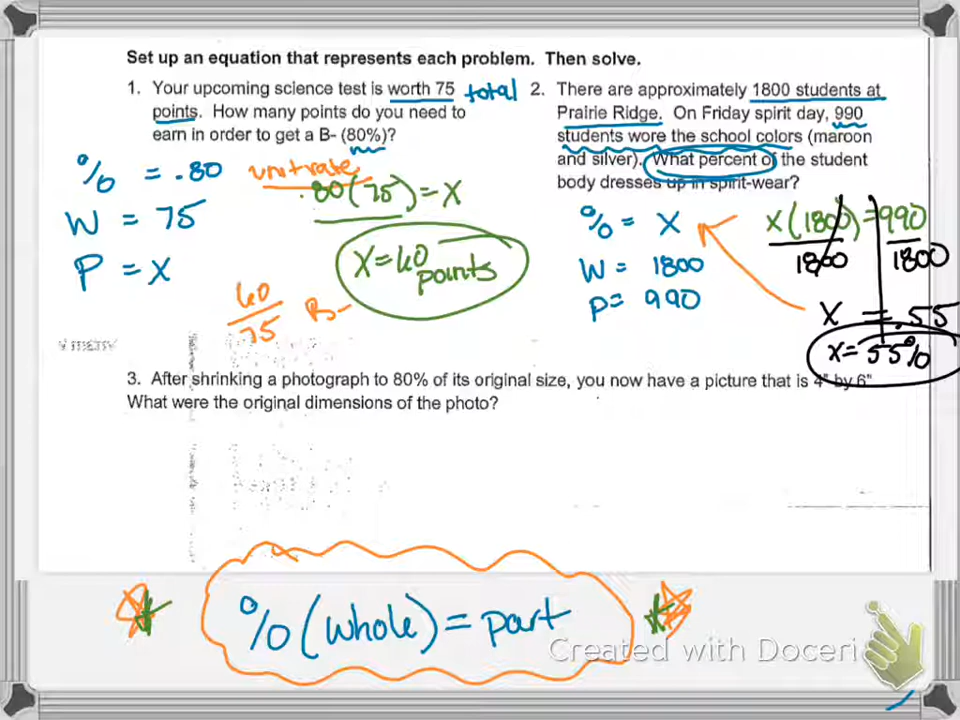 Set up an equation that represents each problem. Then solve.
1. Your upcoming science test is worth 75 total
points. How many points do you need to
earn in order to get a B- (80%)?
% = .80 unit rate
W = 75
P = X
.80(75) = X
X = 60 points
60/75 B-
2. There are approximately 1800 students at
Prairie Ridge. On Friday spirit day, 990
students wore the school colors (maroon
and silver). What percent of the student
body dresses up in spirit-wear?
% = X
W = 1800
P = 990
X(1800) = 990
1800 1800
X = .55
X = 55%
3. After shrinking a photograph to 80% of its original size, you now have a picture that is 4" by 6"
What were the original dimensions of the photo?
%(whole) = part
Created with Doceri